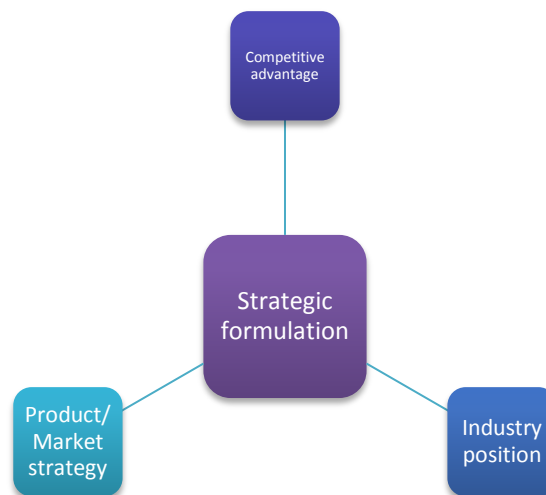 Competitive
advantage
Strategic
formulation
Product/
Market
strategy
Industry
position